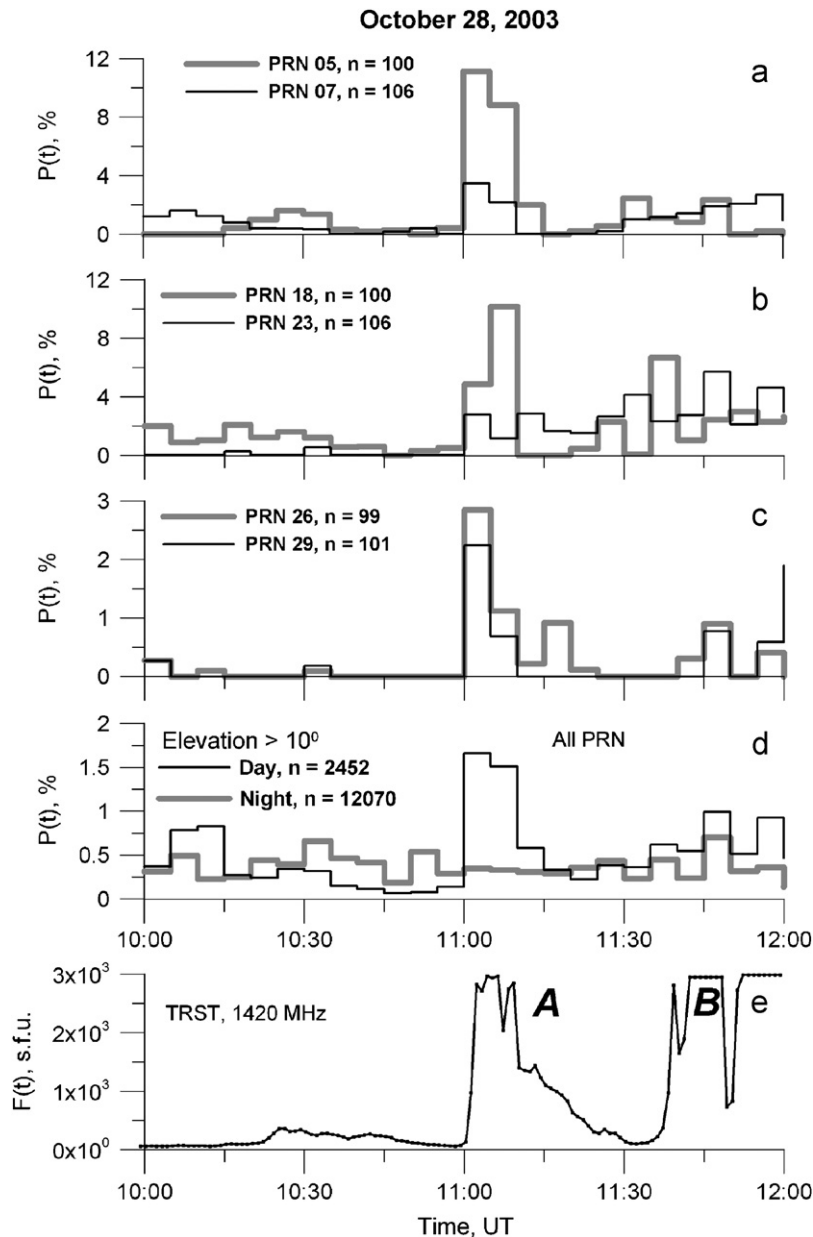 October 28, 2003
PRN 05, n = 100
PRN 07, n = 106
a
12
8
4
0
P(t), %
PRN 18, n = 100
PRN 23, n = 106
b
12
8
4
0
P(t), %
PRN 26, n = 99
PRN 29, n = 101
c
3
2
1
0
P(t), %
Elevation > 10⁰
All PRN
d
Day, n = 2452
Night, n = 12070
2
1.5
1
0.5
0
P(t), %
10:00 10:30 11:00 11:30 12:00
3x10³
2x10³
1x10³
0x10⁰
F(t), s.f.u.
TRST, 1420 MHz
A
B
e
10:00 10:30 11:00 11:30 12:00
Time, UT